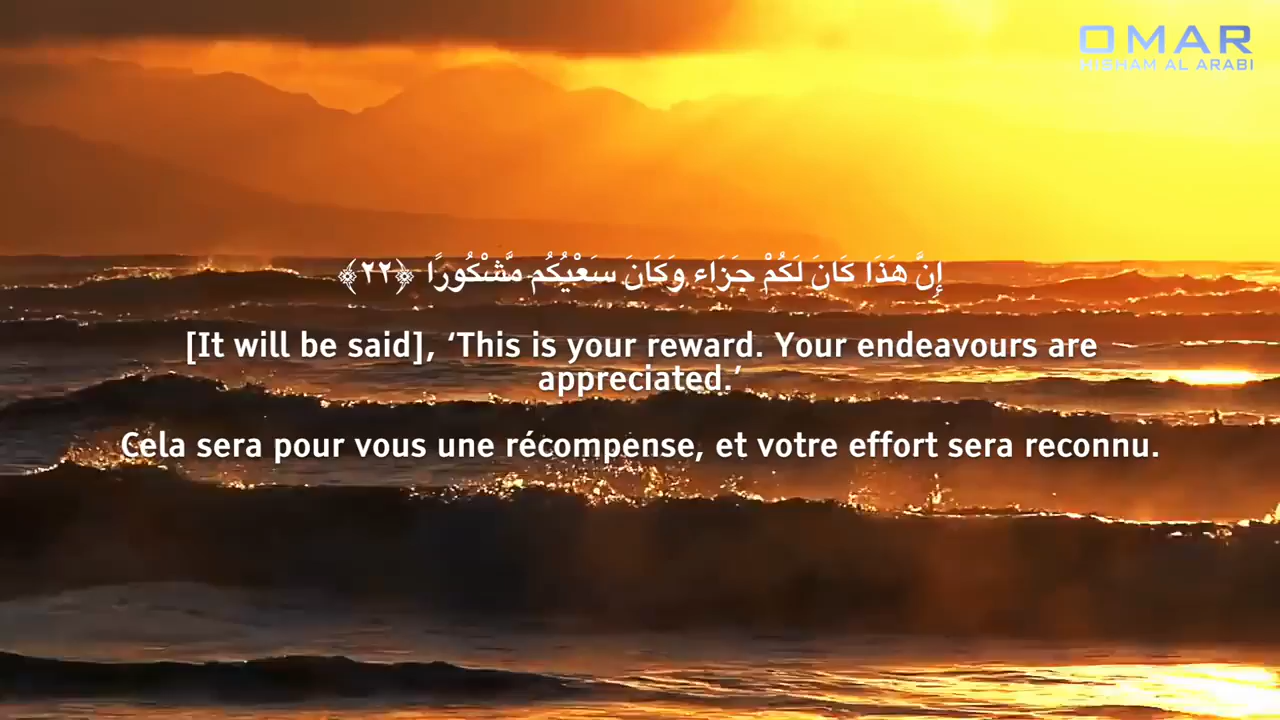 OMAR
HISHAM AL ARABI
إِنَّ هَذَا كَانَ لَكُمْ جَزَاء وَكَانَ سَعْيُكُم مَّشْكُورًا ﴿٢٢﴾
[It will be said], ‘This is your reward. Your endeavours are
appreciated.’
Cela sera pour vous une récompense, et votre effort sera reconnu.